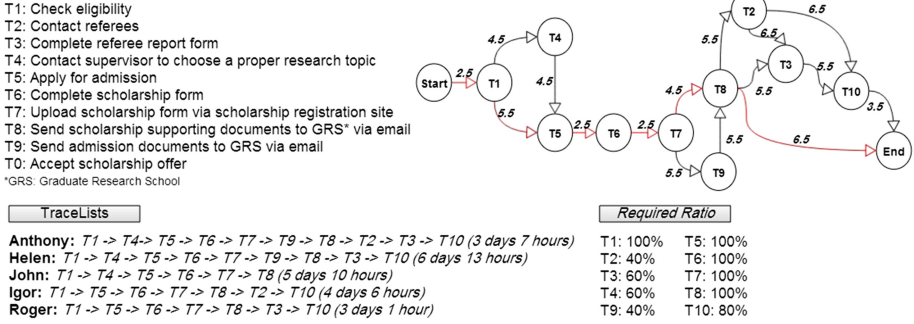 T1: Check eligibility
T2: Contact referees
T3: Complete referee report form
T4: Contact supervisor to choose a proper research topic
T5: Apply for admission
T6: Complete scholarship form
T7: Upload scholarship form via scholarship registration site
T8: Send scholarship supporting documents to GRS* via email
T9: Send admission documents to GRS via email
T0: Accept scholarship offer
*GRS: Graduate Research School
Start
2.5
T1
4.5
T4
4.5
5.5
T5
2.5
T6
2.5
T7
4.5
5.5
T9
5.5
T8
5.5
T2
6.5
6.5
T3
5.5
5.5
T10
3.5
6.5
End
TraceLists
Anthony: T1 -> T4-> T5 -> T6 -> T7 -> T9 -> T8 -> T2 -> T3 -> T10 (3 days 7 hours)
Helen: T1 -> T4 -> T5 -> T6 -> T7 -> T9 -> T8 -> T3 -> T10 (6 days 13 hours)
John: T1 -> T4 -> T5 -> T6 -> T7 -> T8 (5 days 10 hours)
Igor: T1 -> T5 -> T6 -> T7 -> T8 -> T2 -> T10 (4 days 6 hours)
Roger: T1 -> T5 -> T6 -> T7 -> T8 -> T3 -> T10 (3 days 1 hour)
Required Ratio
T1: 100% T5: 100%
T2: 40% T6: 100%
T3: 60% T7: 100%
T4: 60% T8: 100%
T9: 40% T10: 80%